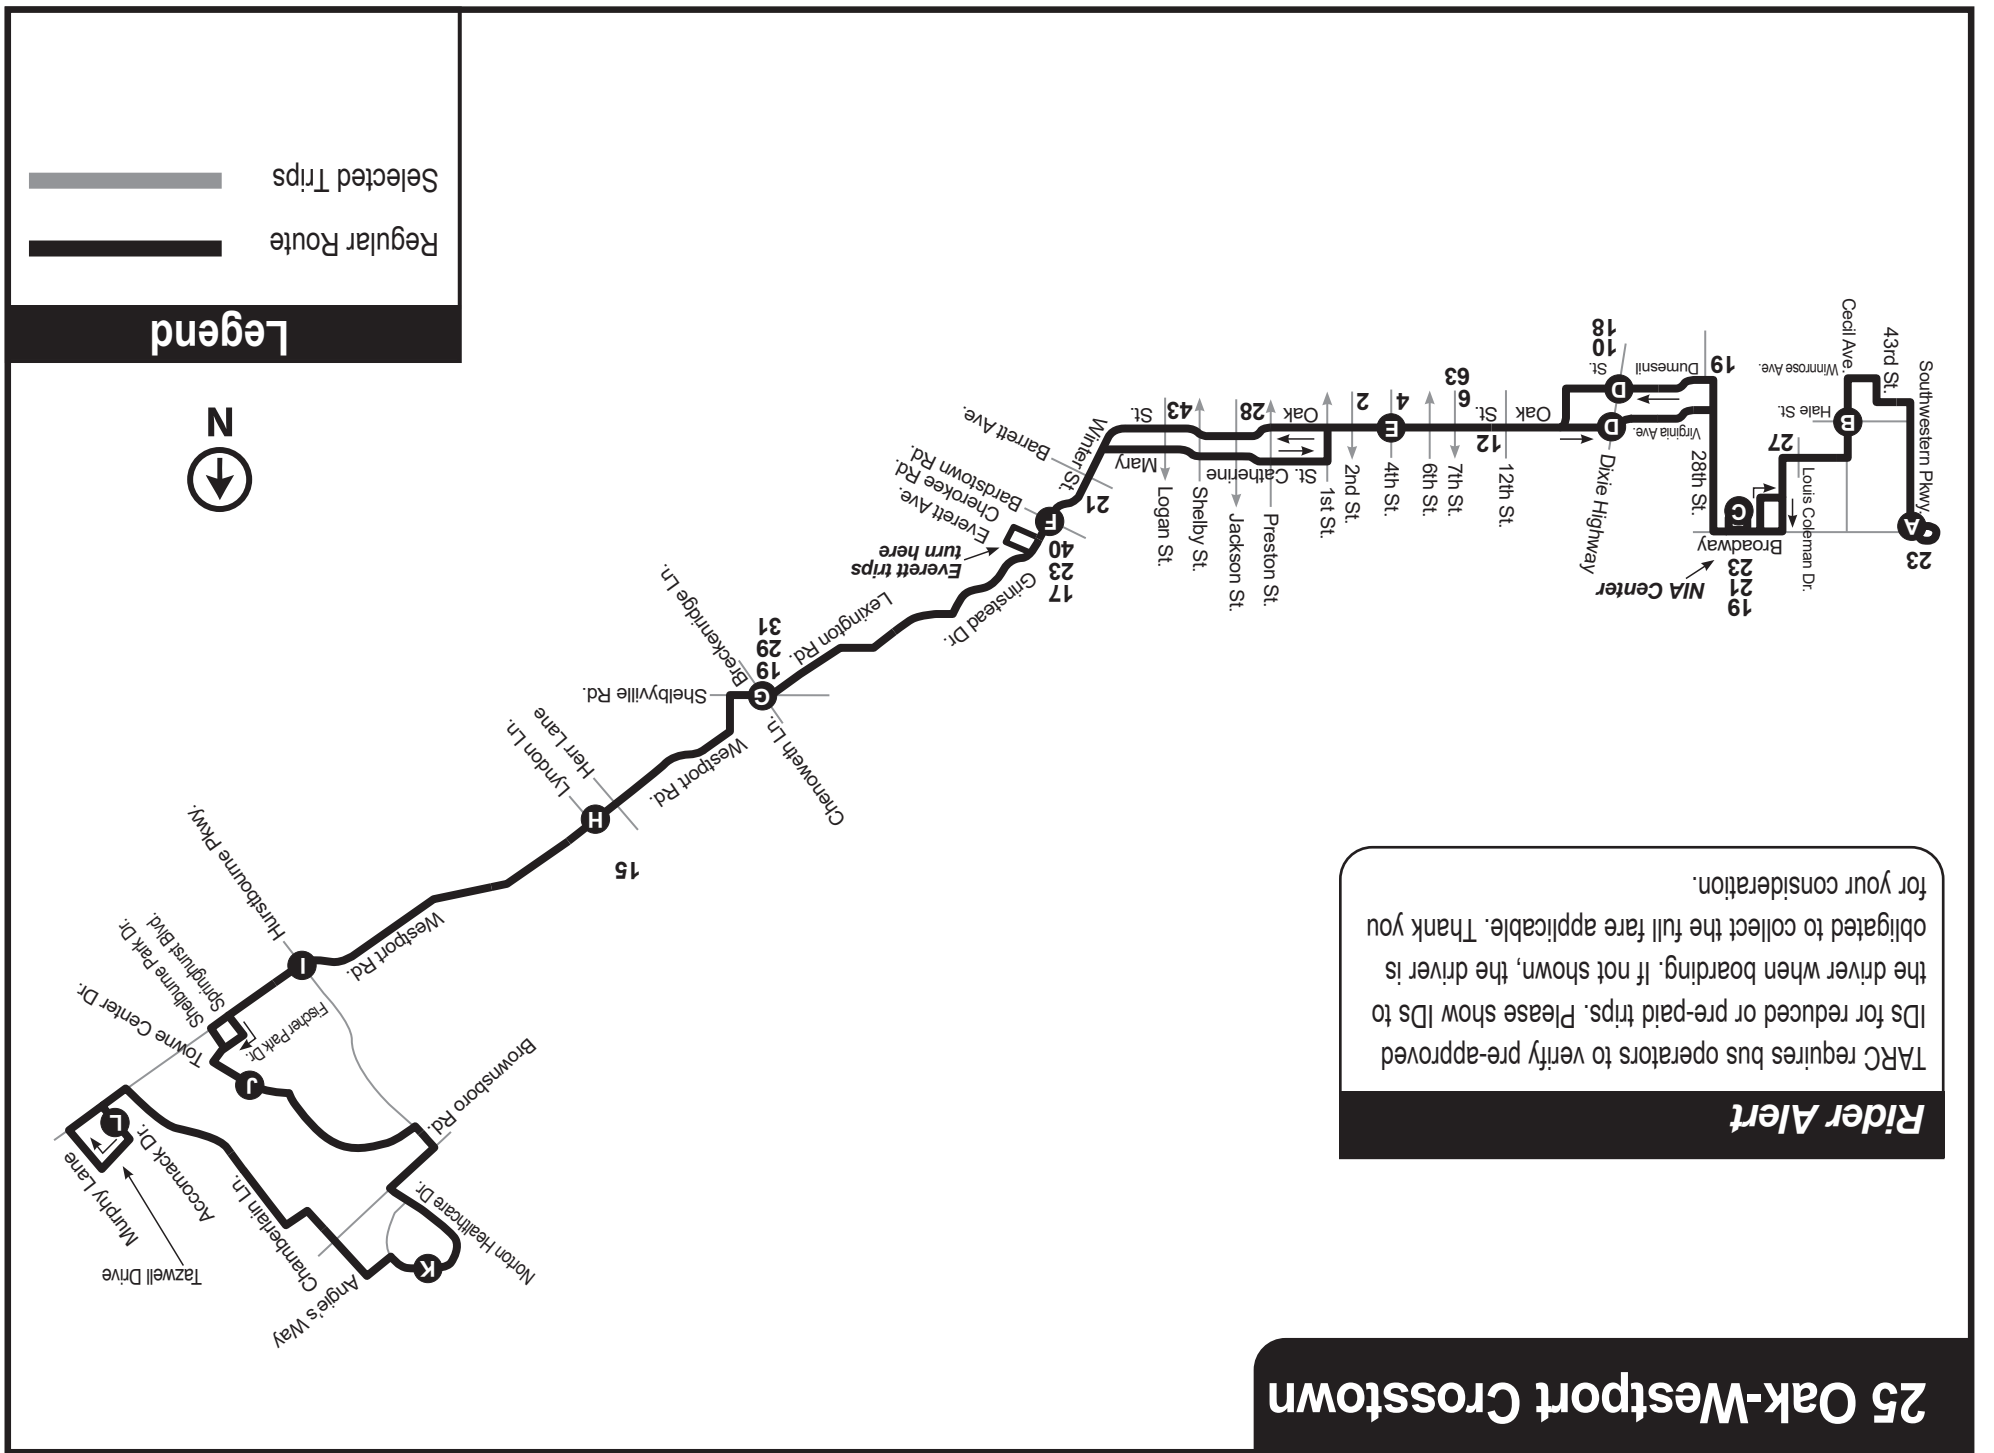 25 Oak-Westport Crosstown
Rider Alert
TARC requires bus operators to verify pre-approved
IDs for reduced or pre-paid trips. Please show IDs to
the driver when boarding. If not shown, the driver is
obligated to collect the full fare applicable. Thank you
for your consideration.
Angie's Way
Tazwell Drive
Norton Healthcare Dr.
Chamberlain Ln.
Murphy Lane
Accomack Dr.
K
L
Brownsboro Rd.
J
Towne Center Dr.
Fischer Park Dr.
Shelburne Park Dr.
Springhurst Blvd.
I
Westport Rd.
Hurstbourne Pkwy.
15
H
Lyndon Ln.
Herr Lane
Westport Rd.
Chenoweth Ln.
Shelbyville Rd.
G
19
29
31
Breckenridge Ln.
Lexington Rd.
Grinstead Dr.
17
23
40
F
Everett trips
turn here
Everett Ave.
Cherokee Rd.
Bardstown Rd.
21
Barrett Ave.
Winter St.
23
A
Southwestern Pkwy.
43rd St.
Cecil Ave.
Winnrose Ave.
Hale St.
B
27
Louis Coleman Dr.
Broadway
C
19
21
23
NIA Center
28th St.
19
Virginia Ave.
Dumesnil
St.
D
D
10
18
Dixie Highway
Oak
St.
12
12th St.
7th St.
6
63
6th St.
4th St.
4
E
2nd St.
2
1st St.
Oak
28
43
St.
St. Catherine
Mary
Preston St.
Jackson St.
Shelby St.
Logan St.
N
Legend
Regular Route
Selected Trips